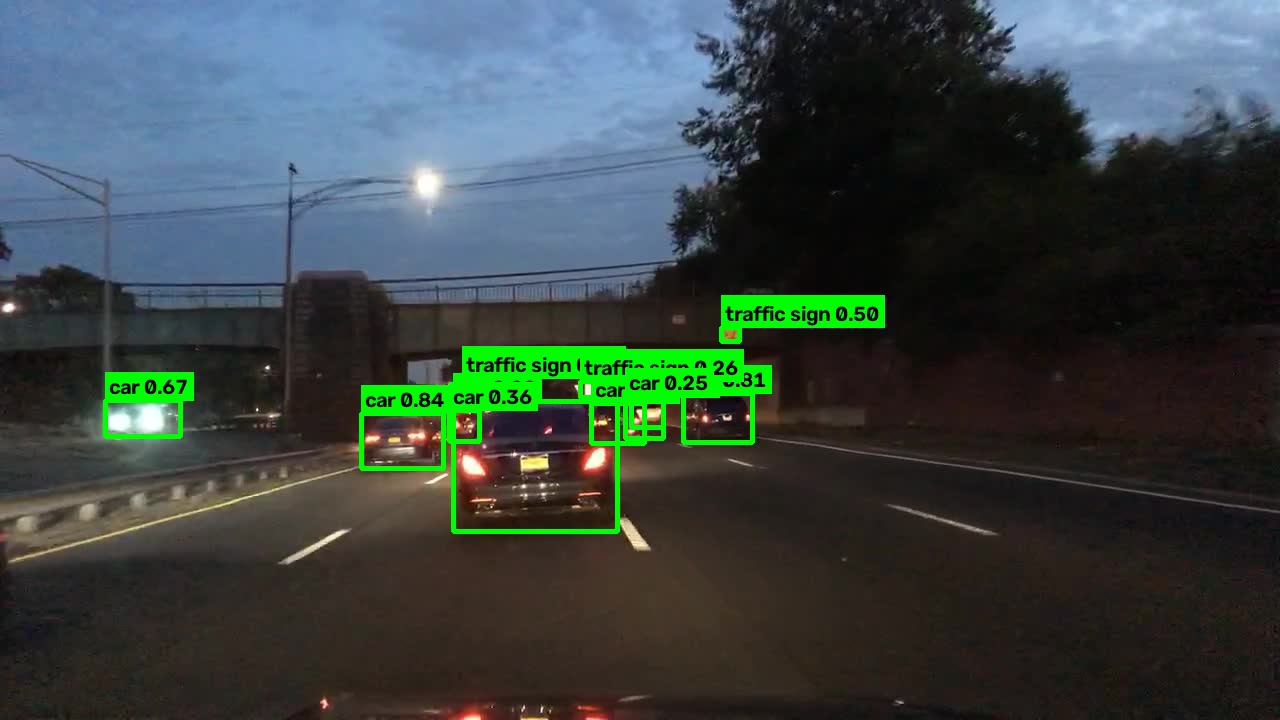 traffic sign 0.50
traffic sign
traffic sign 0.26
car 0.67
car 0.84
car 0.36
car
car 0.25
0.81